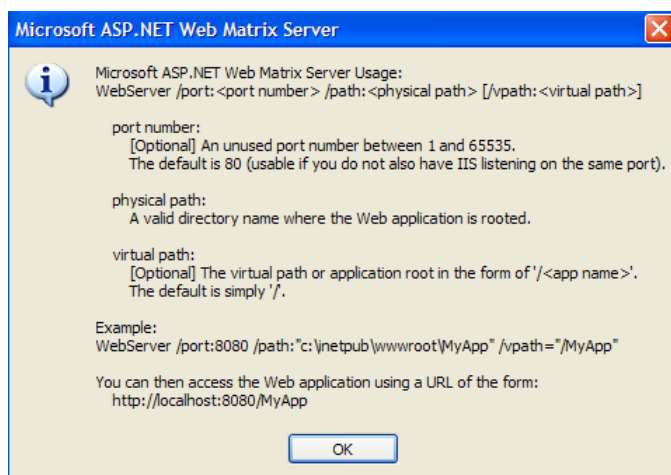 Microsoft ASP.NET Web Matrix Server
Microsoft ASP.NET Web Matrix Server Usage:
WebServer /port:<port number> /path:<physical path> [/vpath:<virtual path>]
port number:
[Optional] An unused port number between 1 and 65535.
The default is 80 (usable if you do not also have IIS listening on the same port).
physical path:
A valid directory name where the Web application is rooted.
virtual path:
[Optional] The virtual path or application root in the form of '/<app name>'.
The default is simply '/'.
Example:
WebServer /port:8080 /path:"c:\inetpub\wwwroot\MyApp" /vpath="/MyApp"
You can then access the Web application using a URL of the form:
http://localhost:8080/MyApp
OK